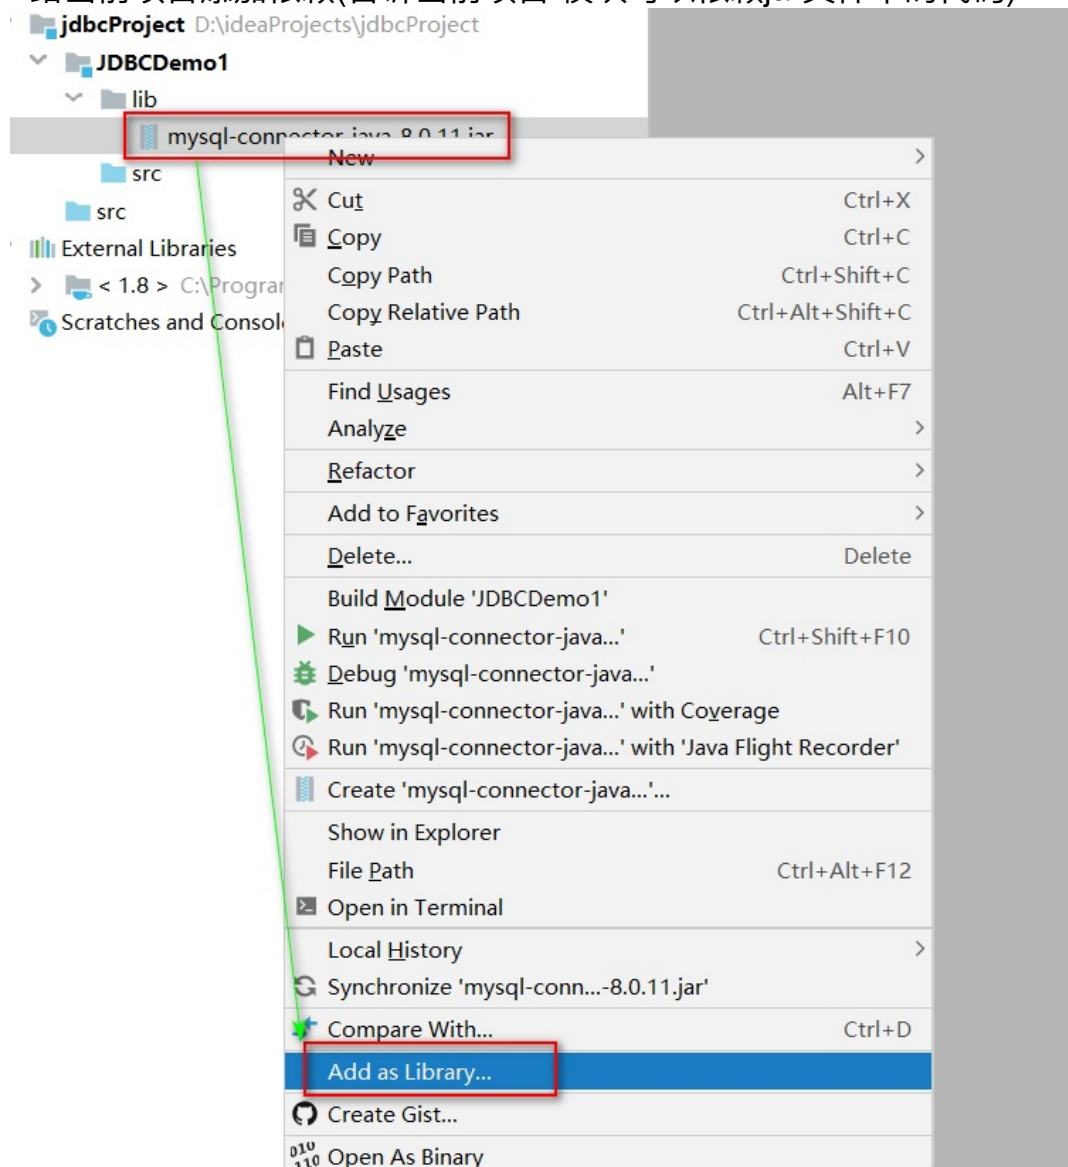 jdbcProject D:\ideaProjects\jdbcProject
JDBCDemo1
lib
mysql-connector-java-8.0.11.jar
src
src
External Libraries
< 1.8 > C:\Program
Scratches and Consol
New
Cut Ctrl+X
Copy Ctrl+C
Copy Path Ctrl+Shift+C
Copy Relative Path Ctrl+Alt+Shift+C
Paste Ctrl+V
Find Usages Alt+F7
Analyze
Refactor
Add to Favorites
Delete... Delete
Build Module 'JDBCDemo1'
Run 'mysql-connector-java...' Ctrl+Shift+F10
Debug 'mysql-connector-java...'
Run 'mysql-connector-java...' with Coverage
Run 'mysql-connector-java...' with 'Java Flight Recorder'
Create 'mysql-connector-java...'...
Show in Explorer
File Path Ctrl+Alt+F12
Open in Terminal
Local History
Synchronize 'mysql-conn...-8.0.11.jar'
Compare With... Ctrl+D
Add as Library...
Create Gist...
Open As Binary